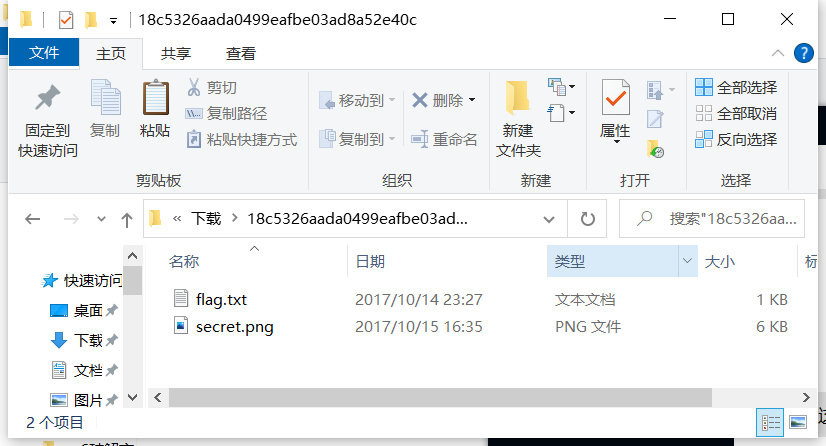 18c5326aada0499eafbe03ad8a52e40c
文件 主页 共享 查看
固定到
快速访问
复制
粘贴
剪切
复制路径
粘贴快捷方式
剪贴板
移动到 删除
复制到 重命名
组织
新建
文件夹
新建
属性
打开
全部选择
全部取消
反向选择
选择
« 下载 > 18c5326aada0499eafbe03ad...
搜索"18c5326aa...
快速访问
桌面
下载
文档
图片
名称 日期 类型 大小 标
flag.txt 2017/10/14 23:27 文本文档 1 KB
secret.png 2017/10/15 16:35 PNG 文件 6 KB
2 个项目